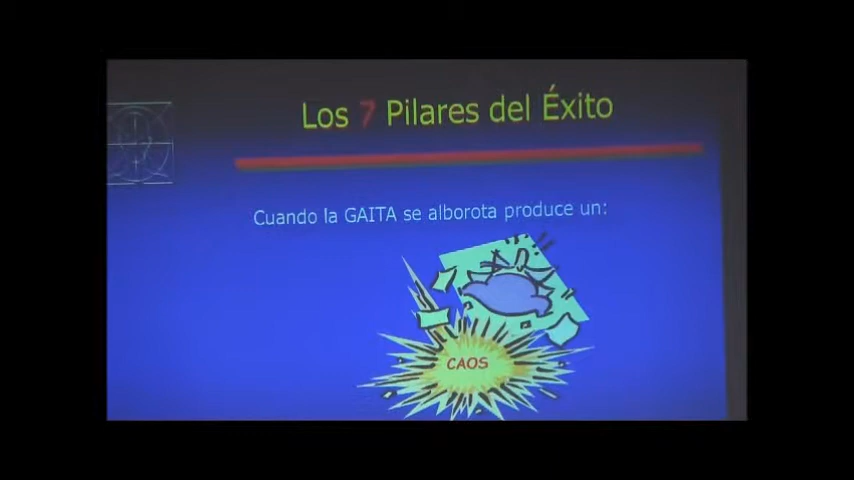 Los 7 Pilares del Éxito
Cuando la GAITA se alborota produce un:
CAOS